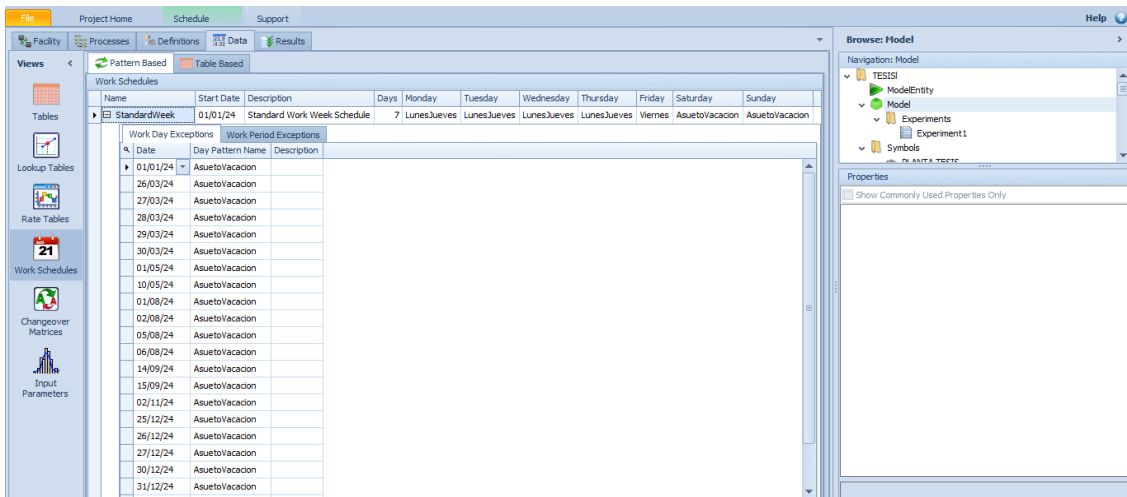 File Project Home Schedule Support Help
Facility Processes Definitions Data Results
Browse: Model
Views
Pattern Based Table Based
Navigation: Model
Work Schedules
TESISI
ModelEntity
Model
Experiments
Experiment1
Symbols
Properties
Show Commonly Used Properties Only
Tables
Lookup Tables
Rate Tables
21
Work Schedules
Changeover
Matrices
Input
Parameters
Name Start Date Description Days Monday Tuesday Wednesday Thursday Friday Saturday Sunday
StandardWeek 01/01/24 Standard Work Week Schedule 7 LunesJueves LunesJueves LunesJueves LunesJueves Viernes AsuetoVacacion AsuetoVacacion
Work Day Exceptions Work Period Exceptions
Date Day Pattern Name Description
01/01/24 AsuetoVacacion
26/03/24 AsuetoVacacion
27/03/24 AsuetoVacacion
28/03/24 AsuetoVacacion
29/03/24 AsuetoVacacion
30/03/24 AsuetoVacacion
01/05/24 AsuetoVacacion
10/05/24 AsuetoVacacion
01/08/24 AsuetoVacacion
02/08/24 AsuetoVacacion
05/08/24 AsuetoVacacion
06/08/24 AsuetoVacacion
14/09/24 AsuetoVacacion
15/09/24 AsuetoVacacion
02/11/24 AsuetoVacacion
25/12/24 AsuetoVacacion
26/12/24 AsuetoVacacion
27/12/24 AsuetoVacacion
30/12/24 AsuetoVacacion
31/12/24 AsuetoVacacion